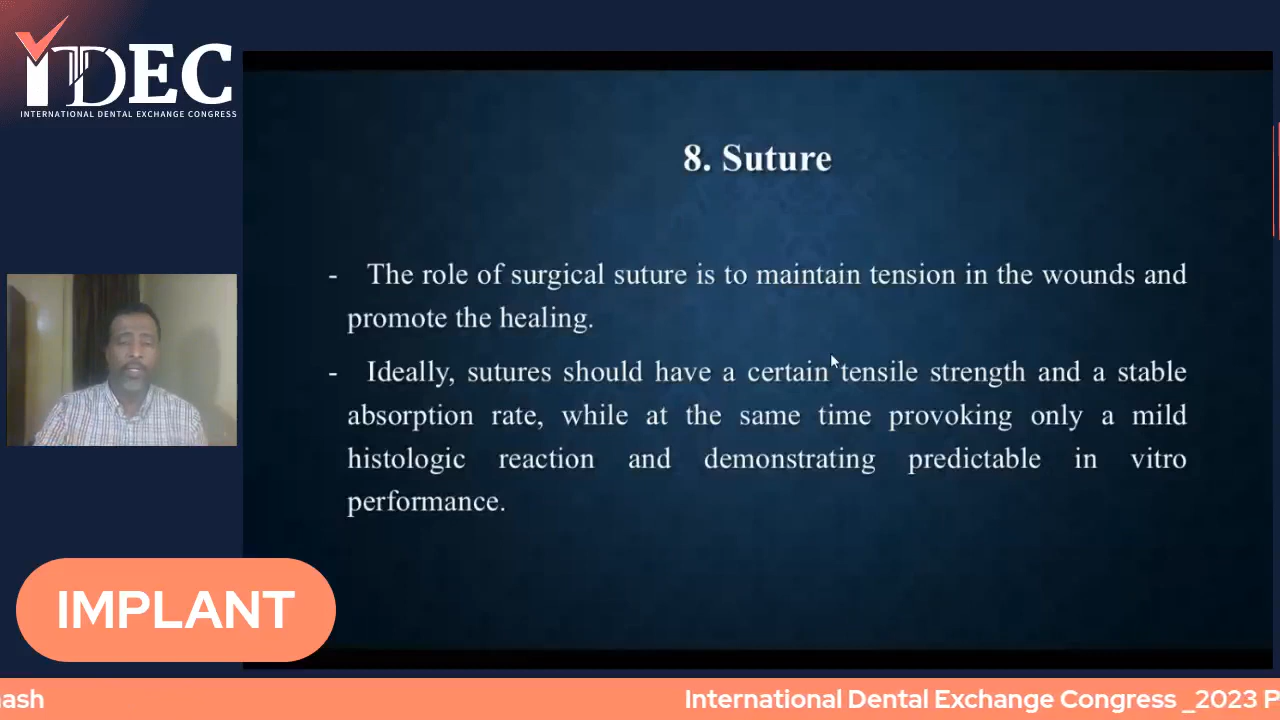 IDEC
INTERNATIONAL DENTAL EXCHANGE CONGRESS
8. Suture
- The role of surgical suture is to maintain tension in the wounds and
promote the healing.
- Ideally, sutures should have a certain tensile strength and a stable
absorption rate, while at the same time provoking only a mild
histologic reaction and demonstrating predictable in vitro
performance.
IMPLANT
ash International Dental Exchange Congress _2023 P